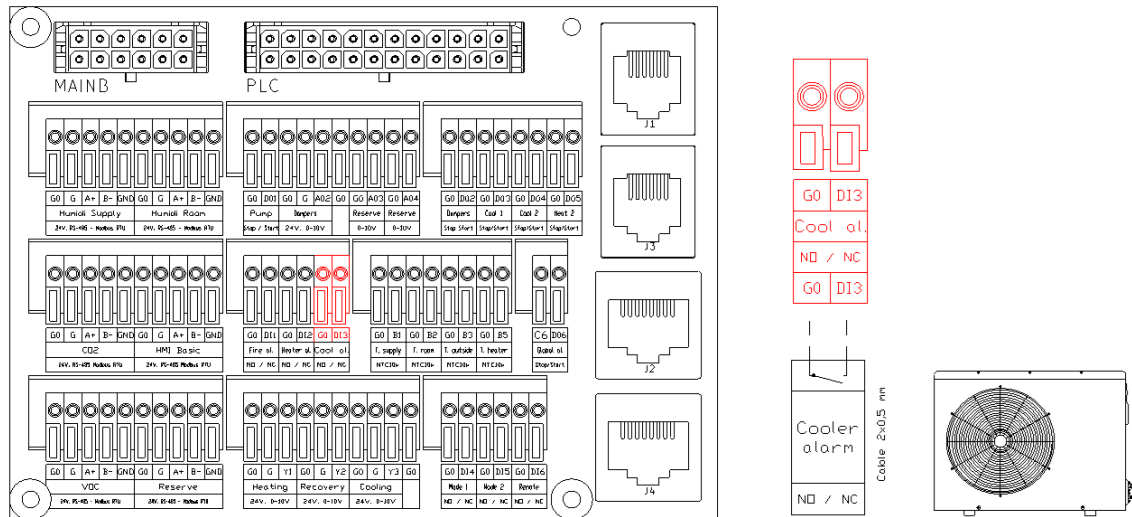 MAINB PLC
J1
G0 G A+ B- GND G0 G A+ B- GND
Humidi Supply Humidi Room
24V, RS-485 - Modbus RTU 24V, RS-485 - Modbus RTU
G0 DO1 G0 G AO2 G0 G0 AO3 G0 AO4
Pump Dampers Reserve Reserve
Stop / Start 24V, 0-10V 0-10V 0-10V
G0 DO2 G0 DO3 G0 DO4 G0 DO5
Dampers Cool 1 Cool 2 Heat 2
Stop/Start Stop/Start Stop/Start Stop/Start
J3
G0 G A+ B- GND G0 G A+ B- GND
CO2 HMI Basic
24V, RS-485 Modbus RTU 24V, RS-485 - Modbus RTU
G0 DI1 G0 DI2 G0 DI3
Fire al. Heater al. Cool al.
NO / NC NO / NC NO / NC
G0 B1 G0 B2 G0 B3 G0 B5
T. supply T. room T. outside T. heater
NTC10k NTC10k NTC10k NTC10k
C6 DO6
Global al.
Stop/Start
J2
G0 G A+ B- GND G0 G A+ B- GND
VOC Reserve
24V, RS-485 - Modbus RTU 24V, RS-485 - Modbus RTU
G0 G Y1 G0 G Y2 G0 G Y3 G0
Heating Recovery Cooling
24V, 0-10V 24V, 0-10V 24V, 0-10V
G0 DI4 G0 DI5 G0 DI6
Mode 1 Mode 2 Remote
NO / NC NO / NC NO / NC
J4
G0 DI3
Cool al.
NO / NC
G0 DI3
Cooler
alarm
NO / NC
Cable 2x0,5 mm